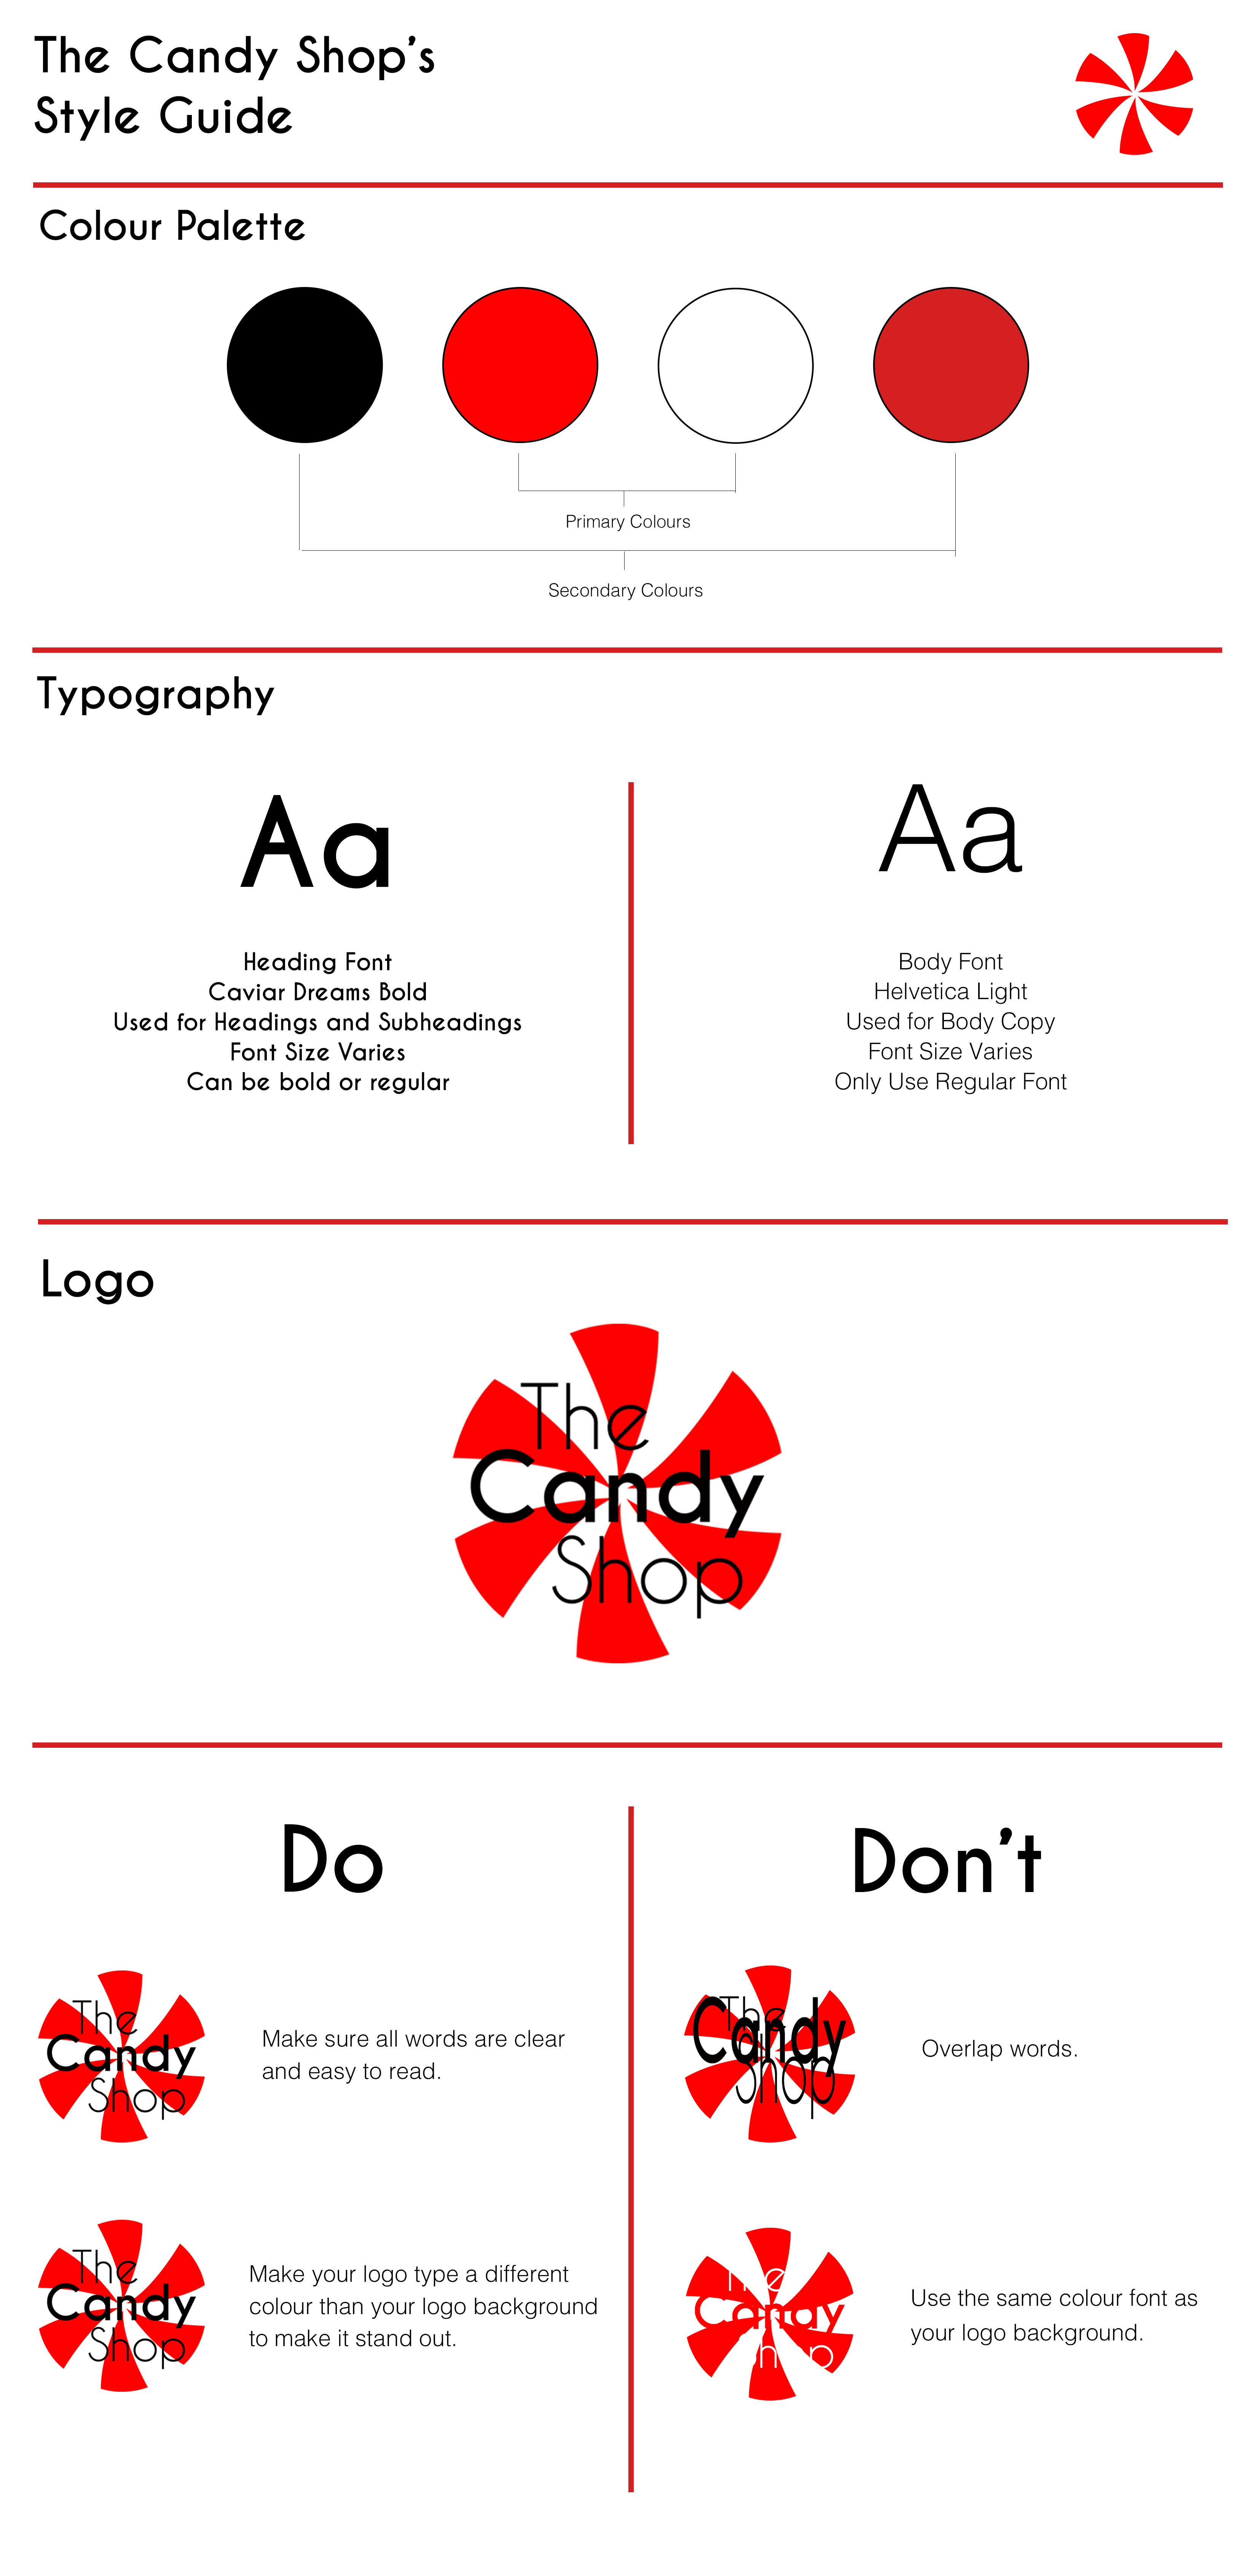 The Candy Shop’s
Style Guide
Colour Palette
Primary Colours
Secondary Colours
Typography
Aa
Heading Font
Caviar Dreams Bold
Used for Headings and Subheadings
Font Size Varies
Can be bold or regular
Aa
Body Font
Helvetica Light
Used for Body Copy
Font Size Varies
Only Use Regular Font
Logo
The
Candy
Shop
Do
The
Candy
Shop
Make sure all words are clear
and easy to read.
The
Candy
Shop
Make your logo type a different
colour than your logo background
to make it stand out.
Don’t
The
Candy
Shop
Overlap words.
The
Candy
Shop
Use the same colour font as
your logo background.